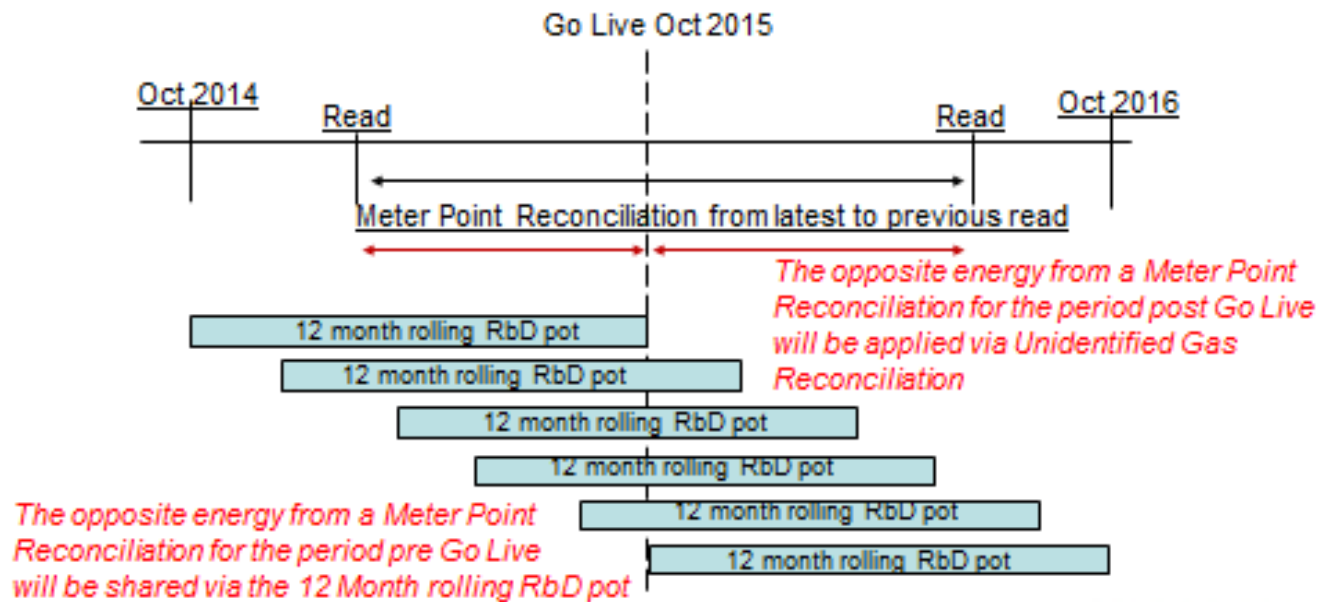 Go Live Oct 2015
Oct 2014
Read
Read
Oct 2016
Meter Point Reconciliation from latest to previous read
The opposite energy from a Meter Point
Reconciliation for the period post Go Live
will be applied via Unidentified Gas
Reconciliation
12 month rolling RbD pot
12 month rolling RbD pot
12 month rolling RbD pot
12 month rolling RbD pot
12 month rolling RbD pot
12 month rolling RbD pot
The opposite energy from a Meter Point
Reconciliation for the period pre Go Live
will be shared via the 12 Month rolling RbD pot